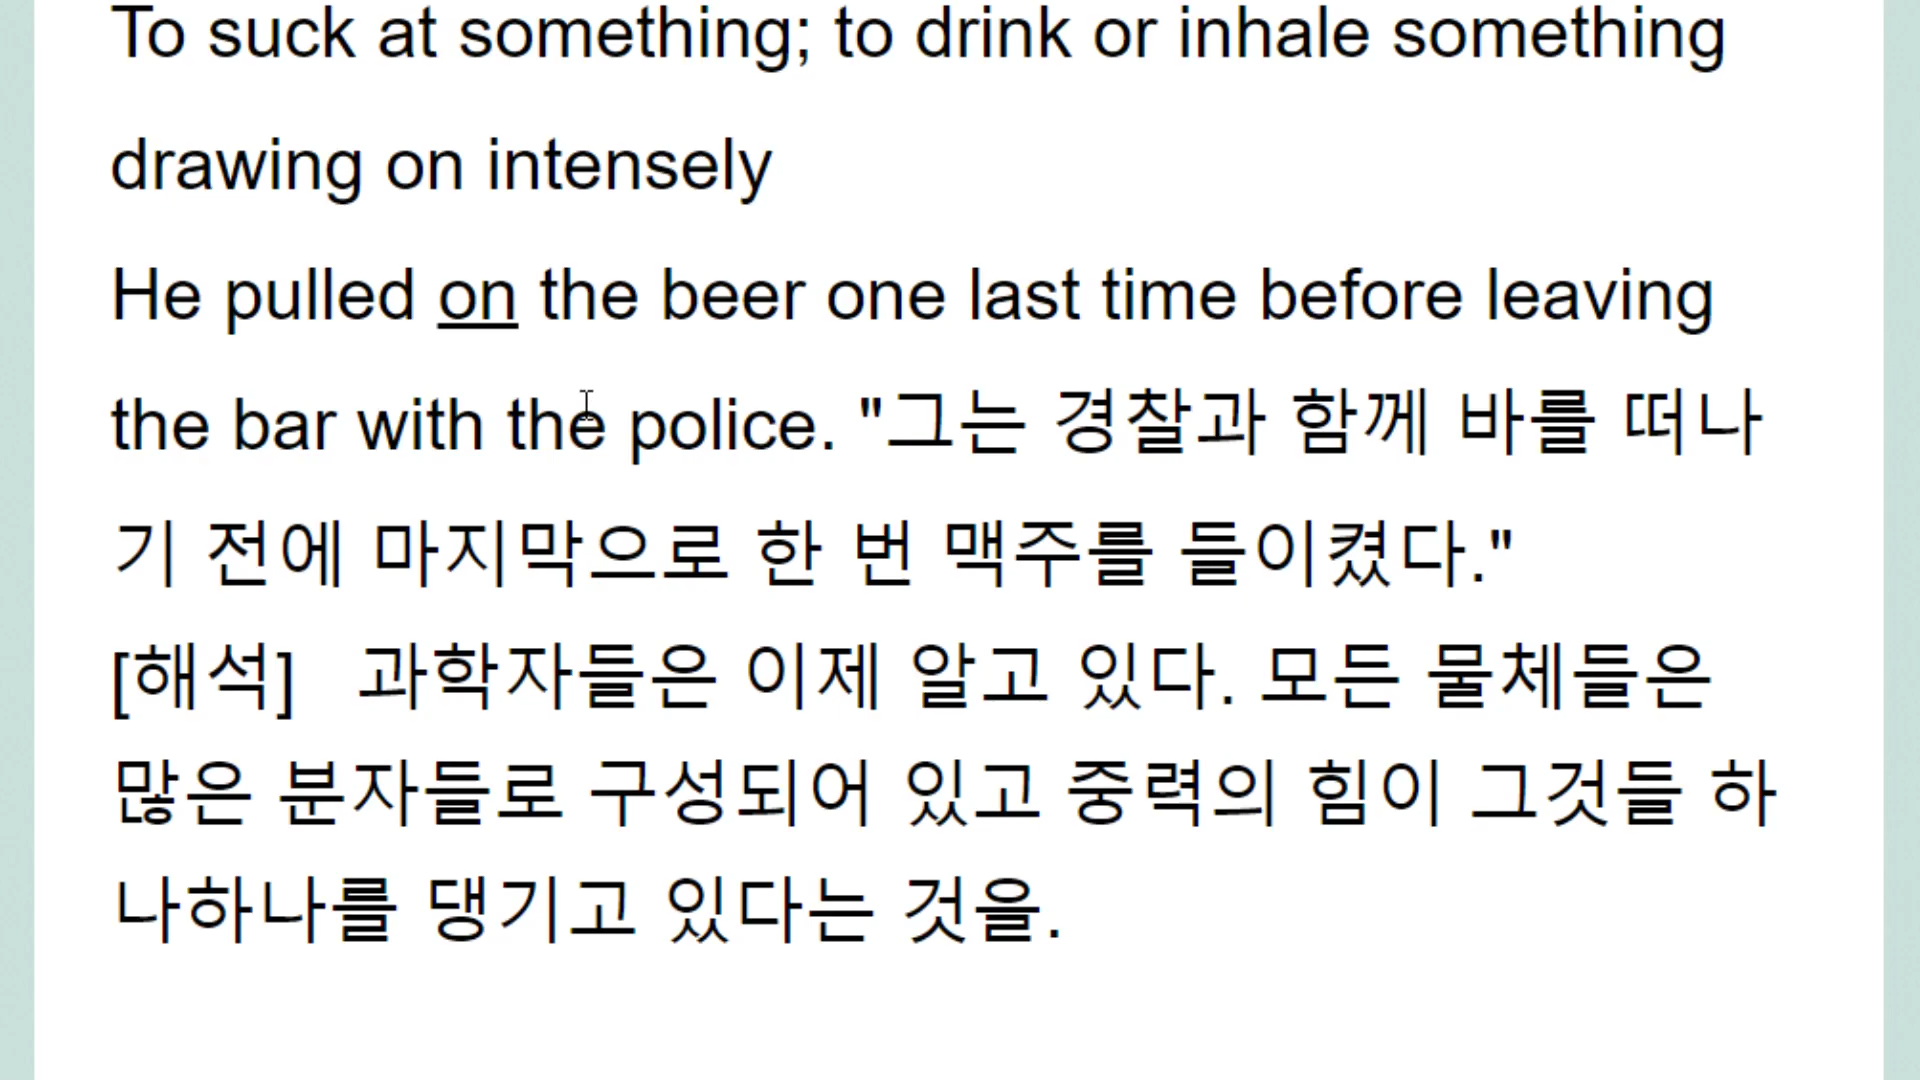 To suck at something; to drink or inhale something
drawing on intensely
He pulled on the beer one last time before leaving
the bar with the police. "그는 경찰과 함께 바를 떠나
기 전에 마지막으로 한 번 맥주를 들이켰다."
[해석] 과학자들은 이제 알고 있다. 모든 물체들은
많은 분자들로 구성되어 있고 중력의 힘이 그것들 하
나하나를 댕기고 있다는 것을.